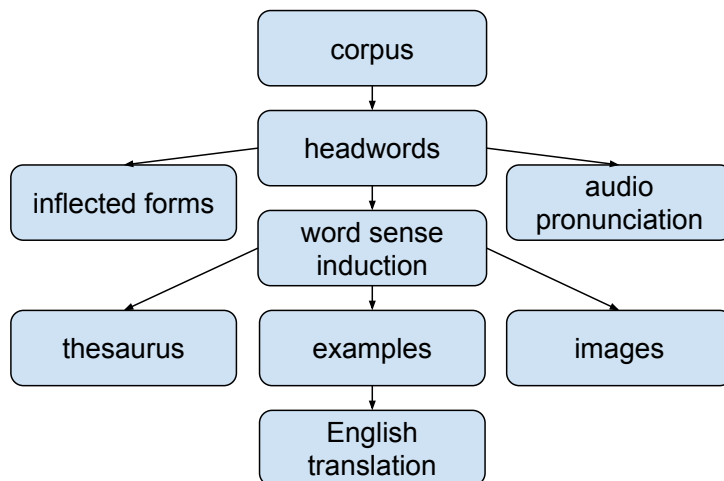 corpus
headwords
inflected forms
audio
pronunciation
word sense
induction
thesaurus
examples
images
English
translation